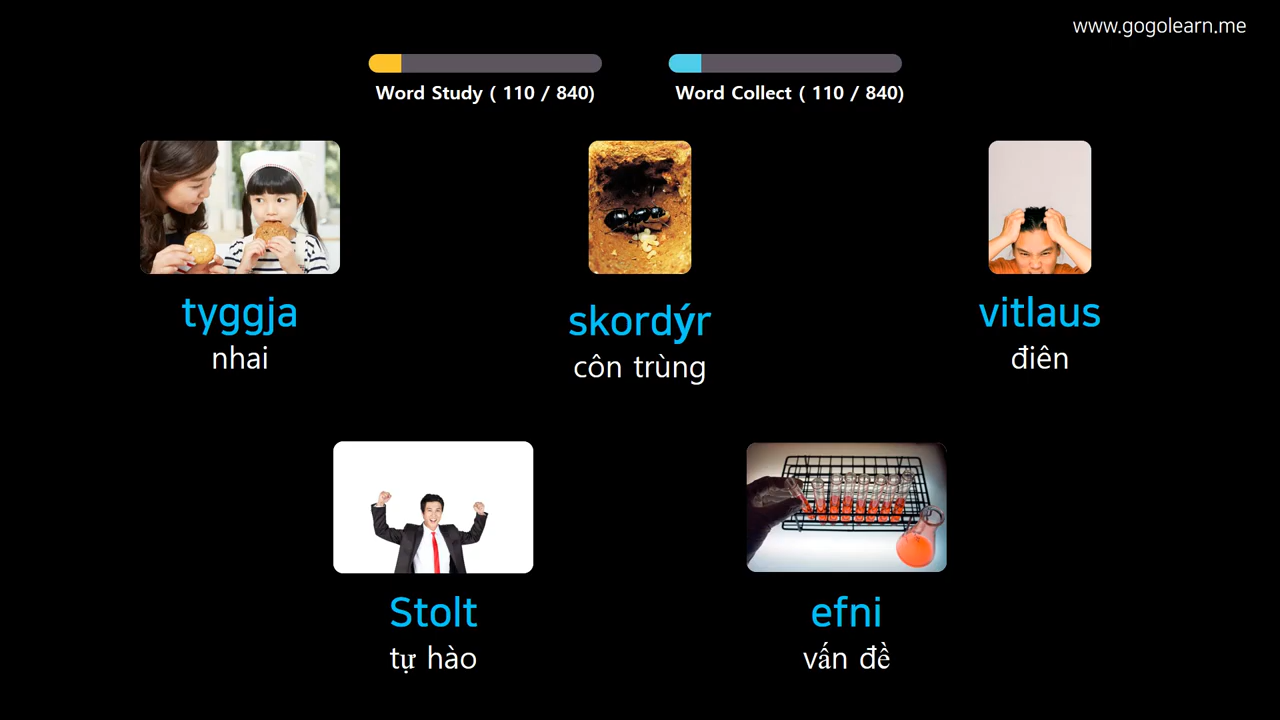 www.gogolearn.me
Word Study ( 110 / 840)
Word Collect ( 110 / 840)
tyggja
nhai
skordýr
côn trùng
vitlaus
điên
Stolt
tự hào
efni
vấn đề